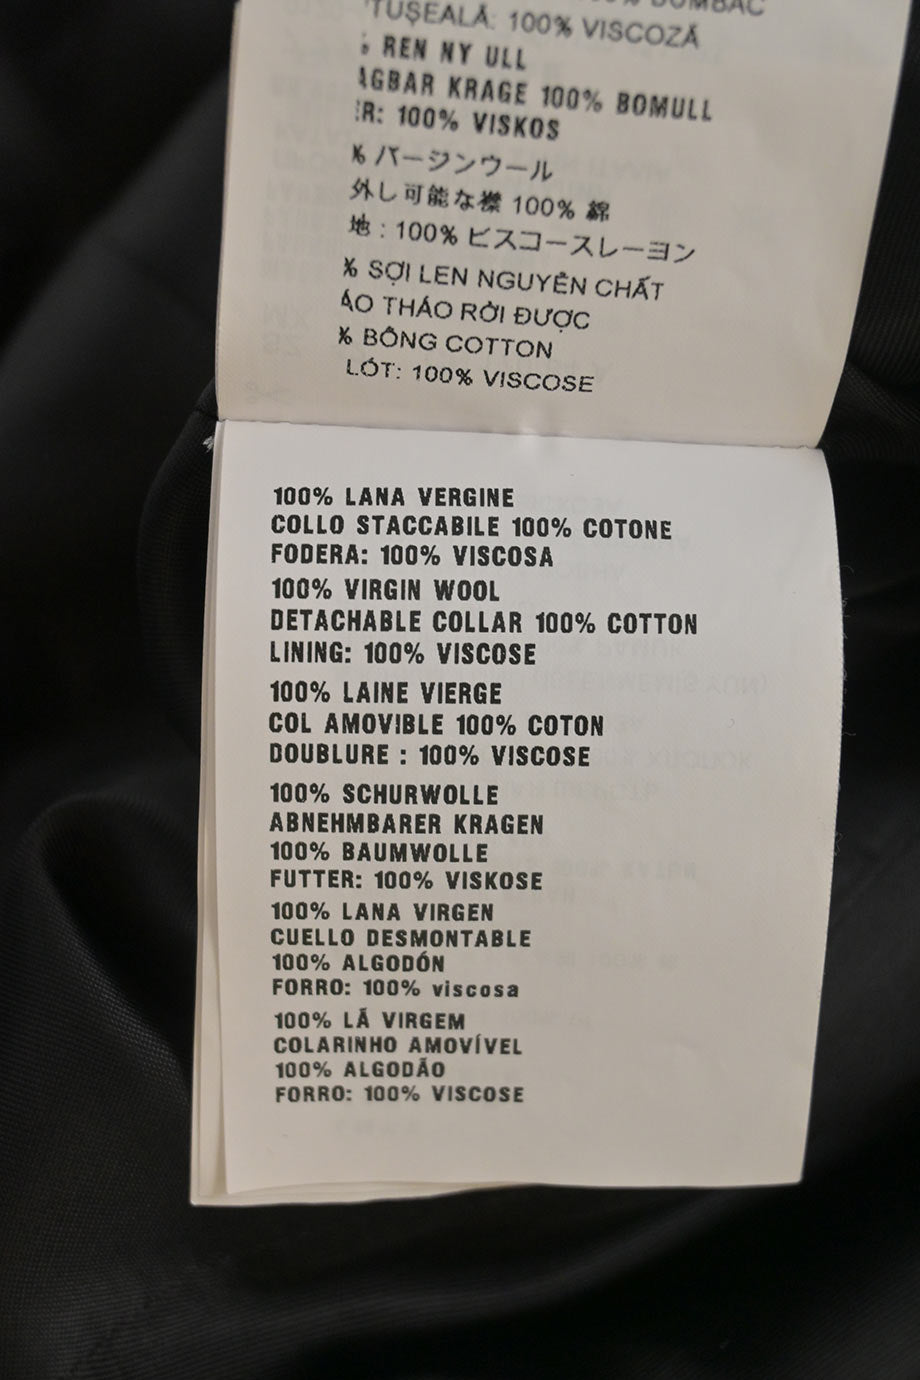 100% BUMBAC
TUȘEALĂ: 100% VISCOZĂ
% REN NY ULL
AGBAR KRAGE 100% BOMULL
ER: 100% VISKOS
% バージンウール
外し可能な襟 100% 綿
地 : 100% ビスコースレーヨン
% SỢI LEN NGUYÊN CHẤT
ÁO THÁO RỜI ĐƯỢC
% BÔNG COTTON
LÓT: 100% VISCOSE
100% LANA VERGINE
COLLO STACCABILE 100% COTONE
FODERA: 100% VISCOSA
100% VIRGIN WOOL
DETACHABLE COLLAR 100% COTTON
LINING: 100% VISCOSE
100% LAINE VIERGE
COL AMOVIBLE 100% COTON
DOUBLURE : 100% VISCOSE
100% SCHURWOLLE
ABNEHMBARER KRAGEN
100% BAUMWOLLE
FUTTER: 100% VISKOSE
100% LANA VIRGEN
CUELLO DESMONTABLE
100% ALGODÓN
FORRO: 100% viscosa
100% LÃ VIRGEM
COLARINHO AMOVÍVEL
100% ALGODÃO
FORRO: 100% VISCOSE